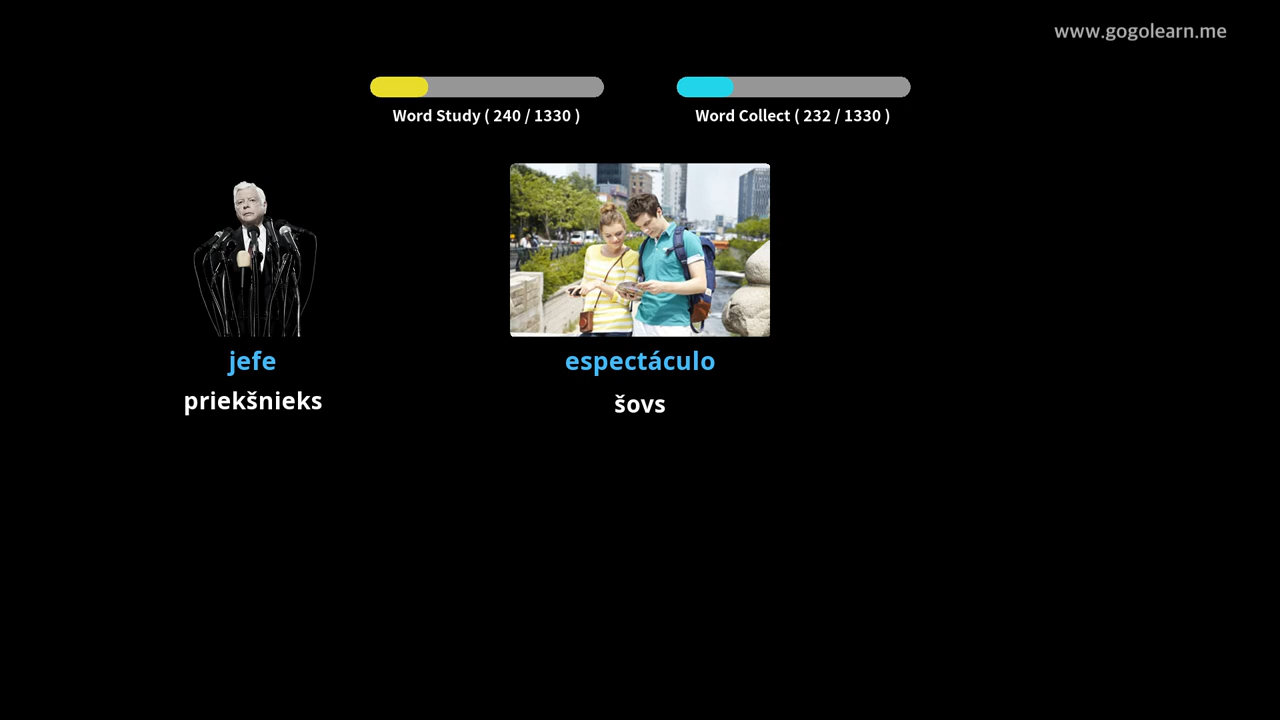 www.gogolearn.me
Word Study ( 240 / 1330 )
Word Collect ( 232 / 1330 )
jefe
priekšnieks
espectáculo
šovs